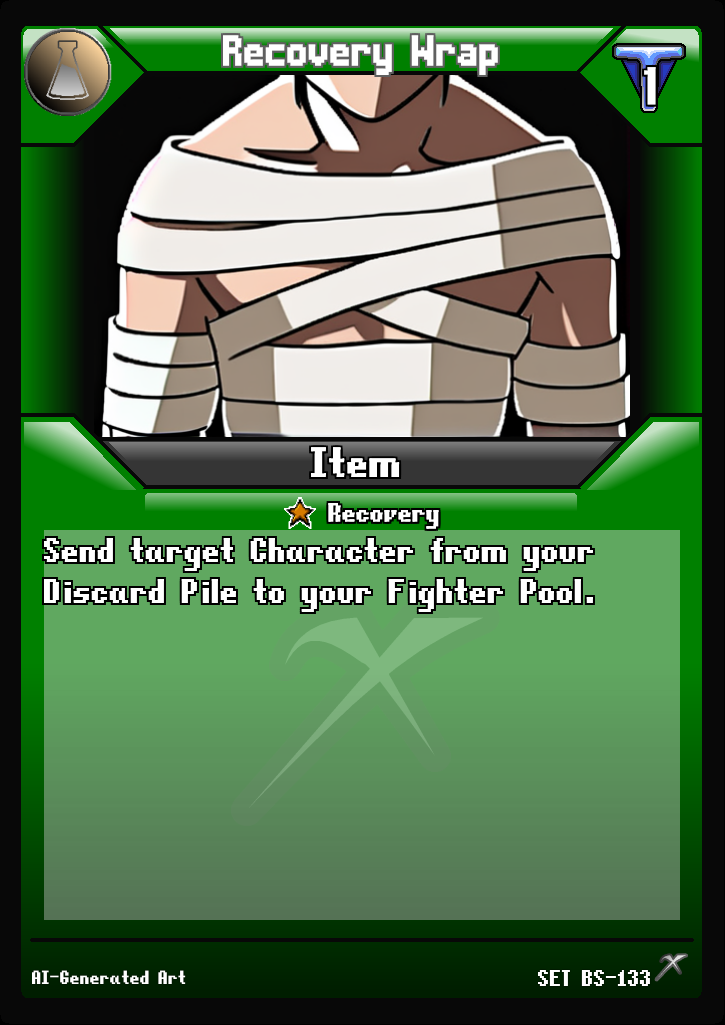 Recovery Wrap
1
Item
Recovery
Send target Character from your
Discard Pile to your Fighter Pool.
AI-Generated Art
SET BS-133